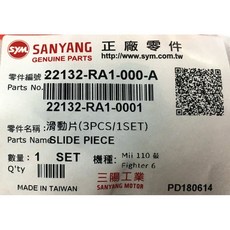 SYM SANYANG 正廠零件
GENUINE PARTS www.sym.com.tw
零件編號 22132-RA1-000-A
Parts No.
22132-RA1-0001
零件名稱:滑動片(3PCS/1SET)
Parts Name: SLIDE PIECE
數量: 1 SET 機種: Mii 110 級
Q'ty Fighter 6
三陽工業
MADE IN TAIWAN SANYANG MOTOR PD180614